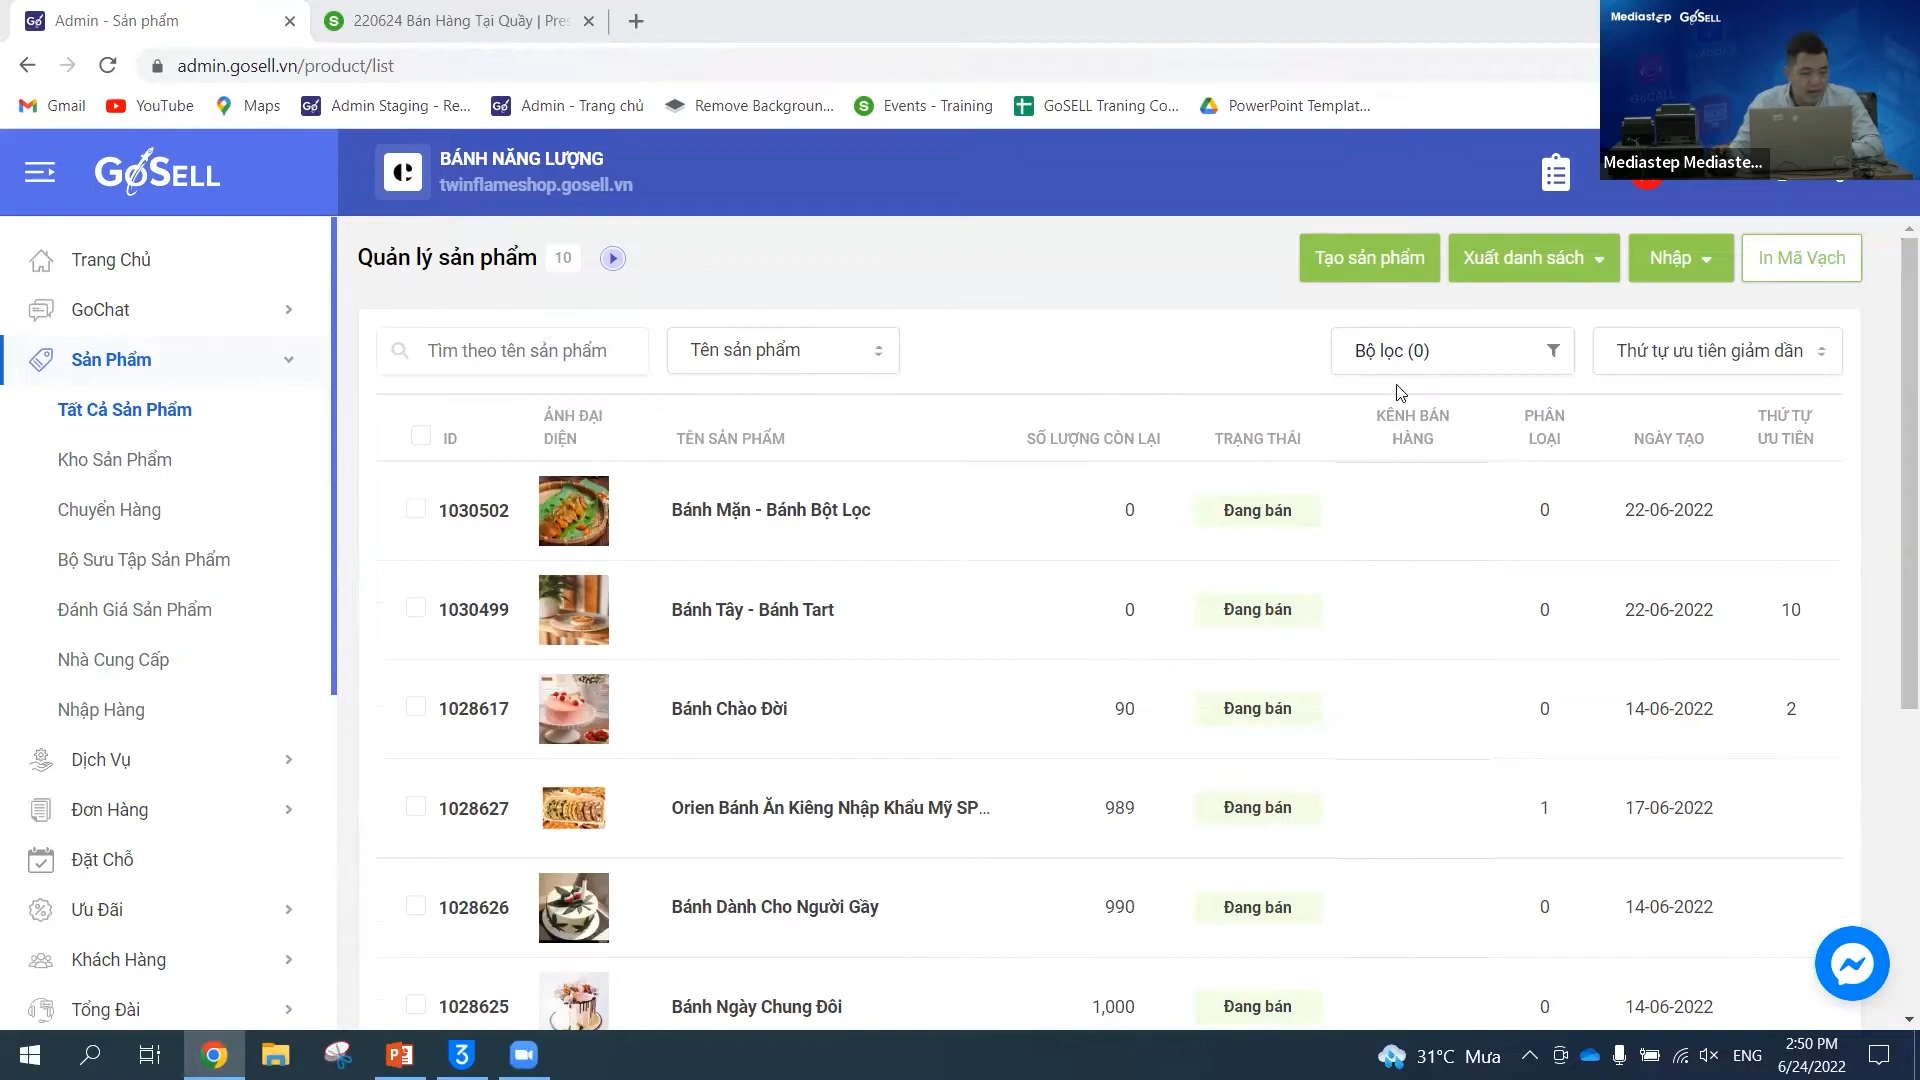 Admin - Sản phẩm
220624 Bán Hàng Tại Quầy | Pres
admin.gosell.vn/product/list
Gmail
YouTube
Maps
Admin Staging - Re...
Admin - Trang chủ
Remove Backgroun...
Events - Training
GoSELL Traning Co...
PowerPoint Templat...
Mediastep GoSELL
Mediastep Mediaste...
GoSELL
BÁNH NĂNG LƯỢNG
twinflameshop.gosell.vn
Trang Chủ
GoChat
Sản Phẩm
Tất Cả Sản Phẩm
Kho Sản Phẩm
Chuyển Hàng
Bộ Sưu Tập Sản Phẩm
Đánh Giá Sản Phẩm
Nhà Cung Cấp
Nhập Hàng
Dịch Vụ
Đơn Hàng
Đặt Chỗ
Ưu Đãi
Khách Hàng
Tổng Đài
Quản lý sản phẩm 10
Tạo sản phẩm
Xuất danh sách
Nhập
In Mã Vạch
Tìm theo tên sản phẩm
Tên sản phẩm
Bộ lọc (0)
Thứ tự ưu tiên giảm dần
ID
ẢNH ĐẠI
DIỆN
TÊN SẢN PHẨM
SỐ LƯỢNG CÒN LẠI
TRẠNG THÁI
KÊNH BÁN
HÀNG
PHÂN
LOẠI
NGÀY TẠO
THỨ TỰ
ƯU TIÊN
1030502 Bánh Mặn - Bánh Bột Lọc 0 Đang bán 0 22-06-2022
1030499 Bánh Tây - Bánh Tart 0 Đang bán 0 22-06-2022 10
1028617 Bánh Chào Đời 90 Đang bán 0 14-06-2022 2
1028627 Orien Bánh Ăn Kiêng Nhập Khẩu Mỹ SP... 989 Đang bán 1 17-06-2022
1028626 Bánh Dành Cho Người Gầy 990 Đang bán 0 14-06-2022
1028625 Bánh Ngày Chung Đôi 1,000 Đang bán 0 14-06-2022
31°C Mưa
ENG
2:50 PM
6/24/2022